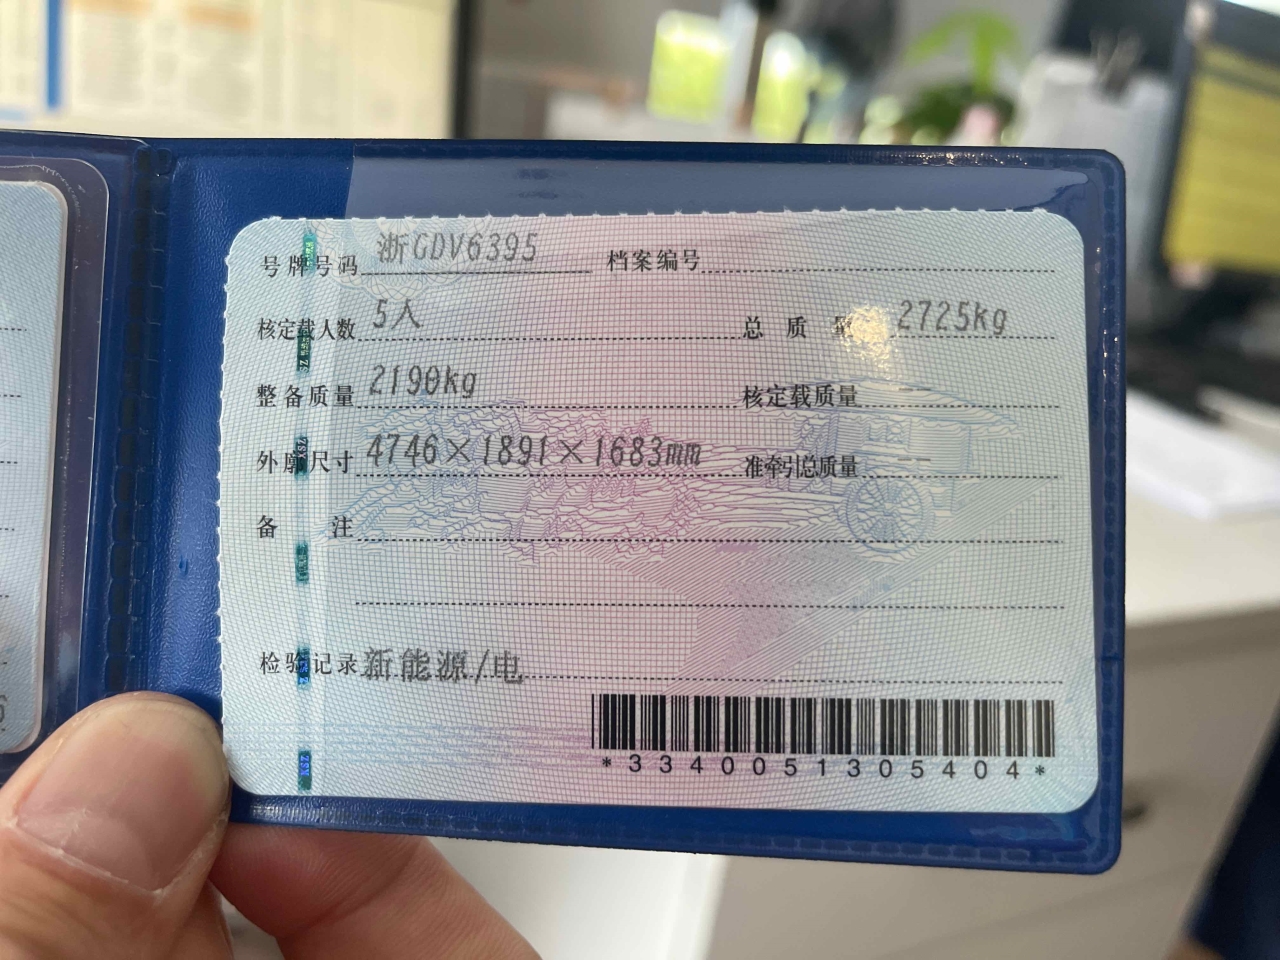 号牌号码 浙GDV6395 档案编号
核定载人数 5人 总质量 2725kg
整备质量 2190kg 核定载质量 —
外廓尺寸 4746×1891×1683mm 准牵引总质量 —
备注
检验记录 新能源/电
*3340051305404*